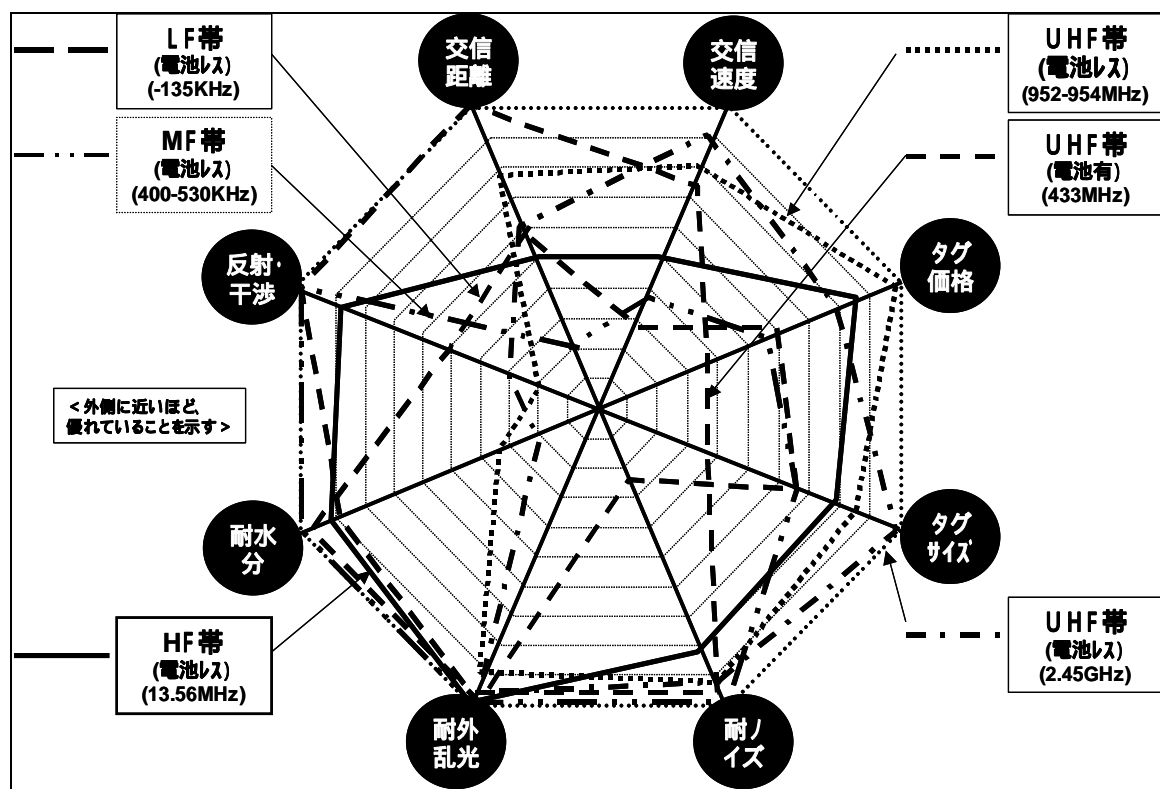 LF帯
(電池レス)
(-135KHz)
MF帯
(電池レス)
(400-530KHz)
交信
距離
交信
速度
UHF帯
(電池レス)
(952-954MHz)
UHF帯
(電池有)
(433MHz)
反射・
干渉
タグ
価格
<外側に近いほど、
優れていることを示す>
耐水
分
タグ
サイズ
HF帯
(電池レス)
(13.56MHz)
耐外
乱光
耐ノ
イズ
UHF帯
(電池レス)
(2.45GHz)